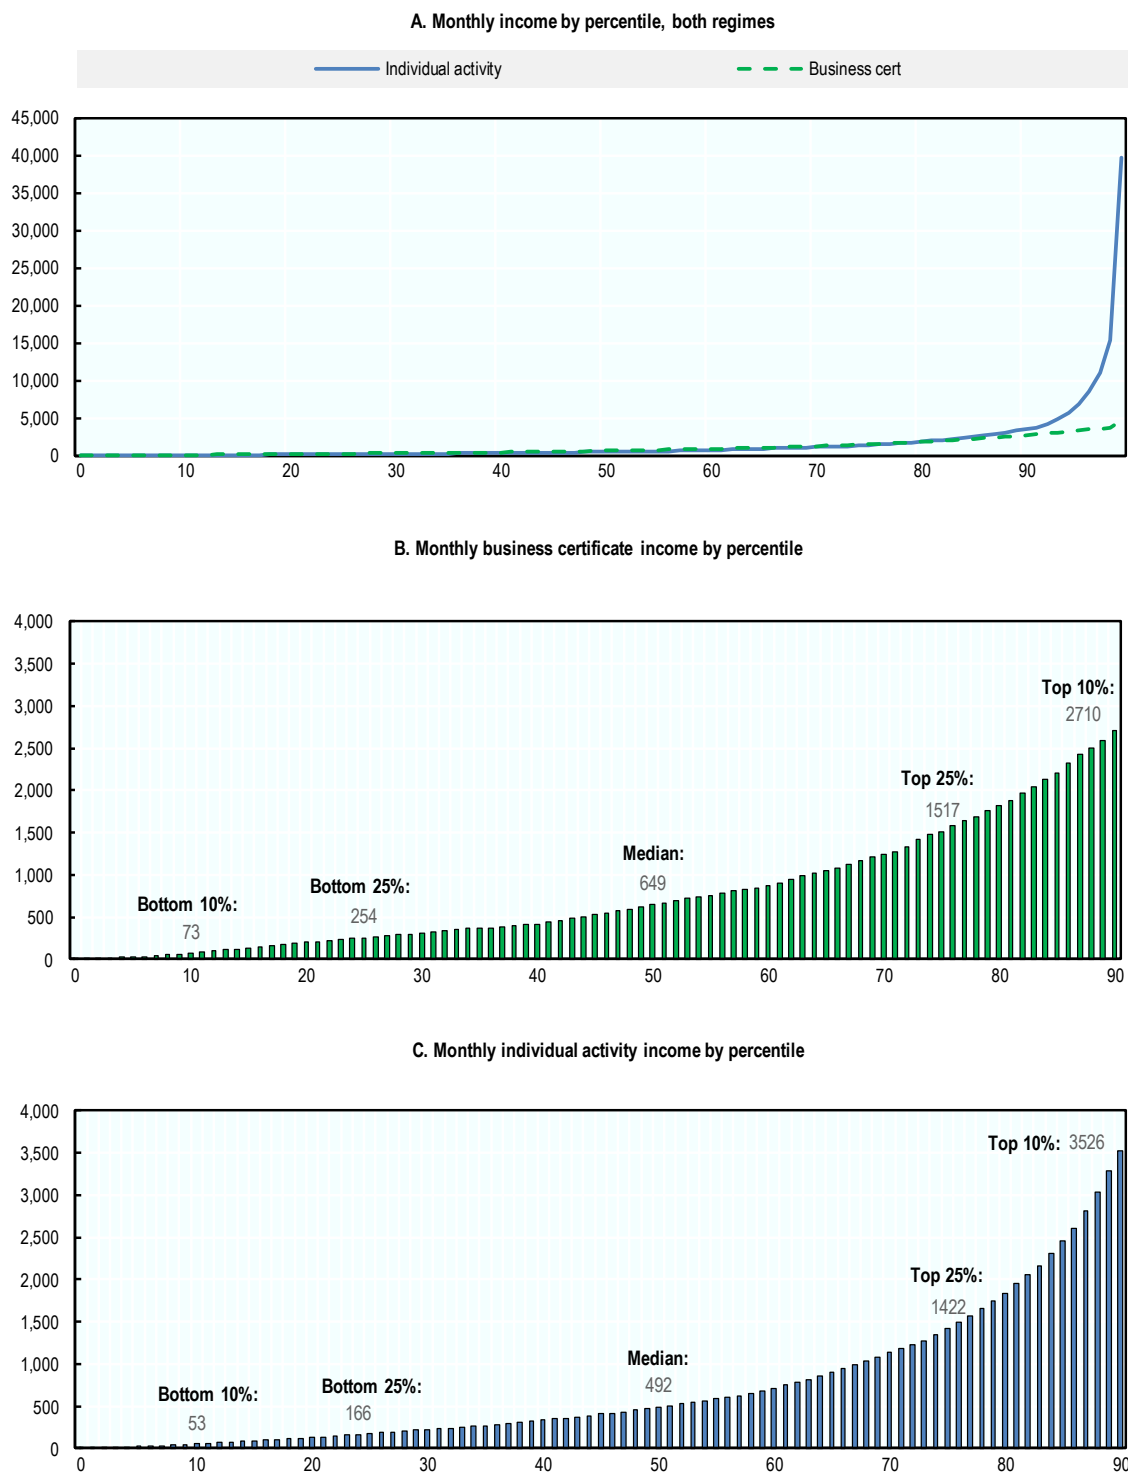 A. Monthly income by percentile, both regimes
Individual activity Business cert
45,000
40,000
35,000
30,000
25,000
20,000
15,000
10,000
5,000
0
0 10 20 30 40 50 60 70 80 90
B. Monthly business certificate income by percentile
4,000
3,500
3,000
2,500
2,000
1,500
1,000
500
0
Top 10%:
2710
Top 25%:
1517
Median:
649
Bottom 25%:
254
Bottom 10%:
73
0 10 20 30 40 50 60 70 80 90
C. Monthly individual activity income by percentile
4,000
3,500
3,000
2,500
2,000
1,500
1,000
500
0
Top 10%: 3526
Top 25%:
1422
Median:
492
Bottom 25%:
166
Bottom 10%:
53
0 10 20 30 40 50 60 70 80 90